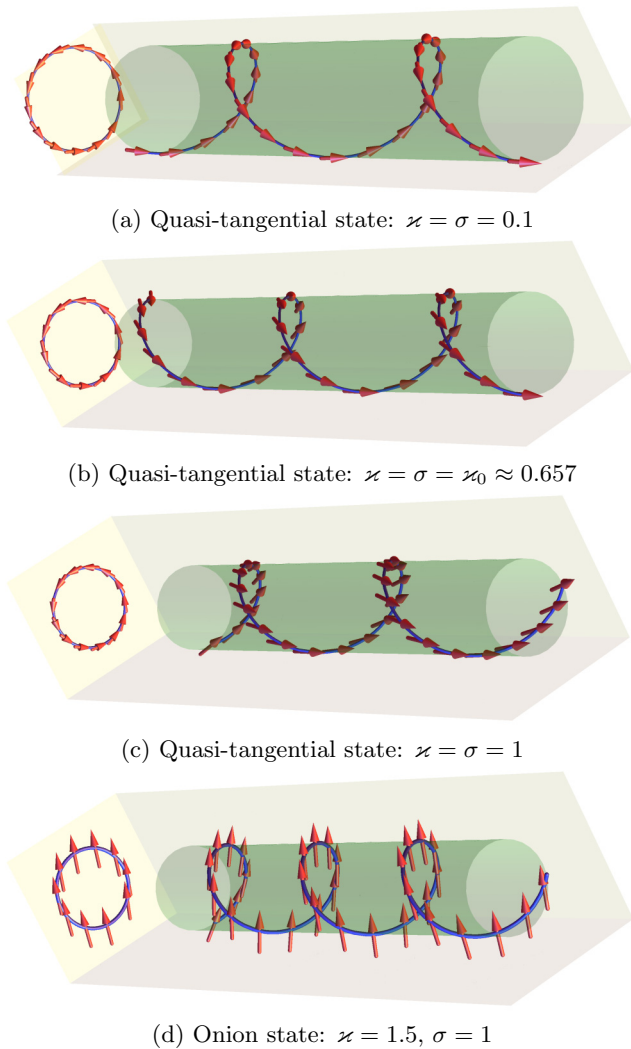 (a) Quasi-tangential state: ϰ = σ = 0.1
(b) Quasi-tangential state: ϰ = σ = ϰ₀ ≈ 0.657
(c) Quasi-tangential state: ϰ = σ = 1
(d) Onion state: ϰ = 1.5, σ = 1